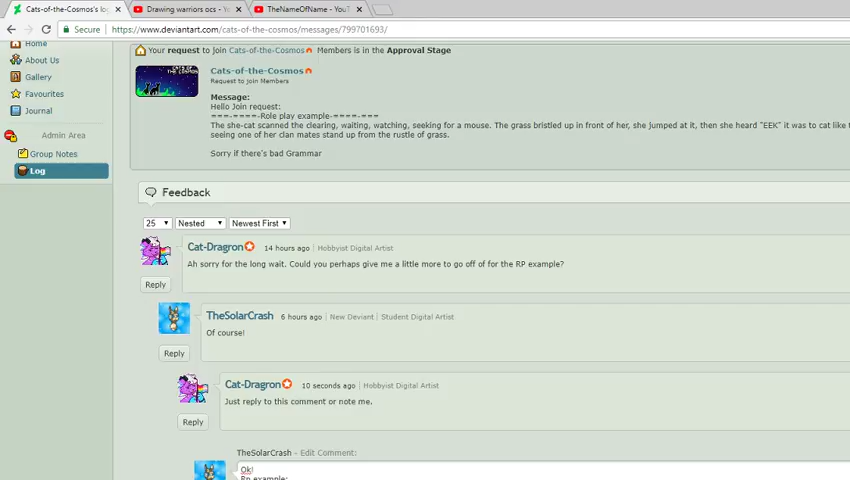 Cats-of-the-Cosmos's lo
Drawing warriors ocs - Yo
TheNameOfName - YouT
Secure
https://www.deviantart.com/cats-of-the-cosmos/messages/799701693/
Home
About Us
Gallery
Favourites
Journal
Admin Area
Group Notes
Log
Your request to join Cats-of-the-Cosmos Members is in the Approval Stage
CATS OF THE COSMOS
Cats-of-the-Cosmos
Request to join Members
Message:
Hello Join request:
===-====-Role play example-====-===
The she-cat scanned the clearing, waiting, watching, seeking for a mouse. The grass bristled up in front of her, she jumped at it, then she heard "EEK" it was to cat like t
seeing one of her clan mates stand up from the rustle of grass.
Sorry if there's bad Grammar
Feedback
25
Nested
Newest First
Cat-Dragron 14 hours ago | Hobbyist Digital Artist
Ah sorry for the long wait. Could you perhaps give me a little more to go off of for the RP example?
Reply
TheSolarCrash 6 hours ago | New Deviant | Student Digital Artist
Of course!
Reply
Cat-Dragron 10 seconds ago | Hobbyist Digital Artist
Just reply to this comment or note me.
Reply
TheSolarCrash - Edit Comment:
Ok!
Rp example: